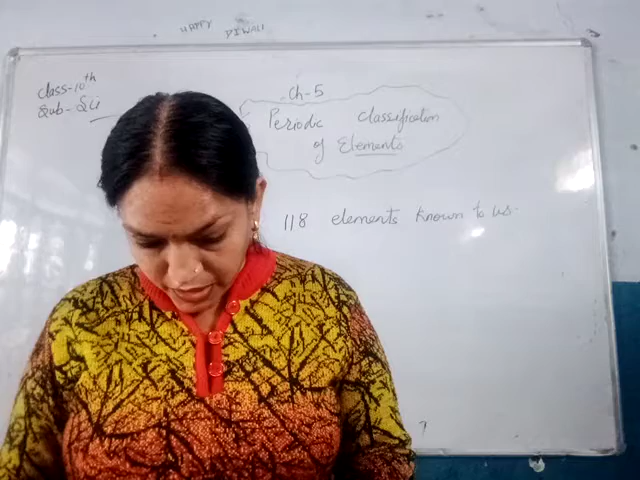 HAPPY DIWALI
class-10th
Sub- Sci
Ch-5
Periodic classification
of Elements
118 elements known to us.